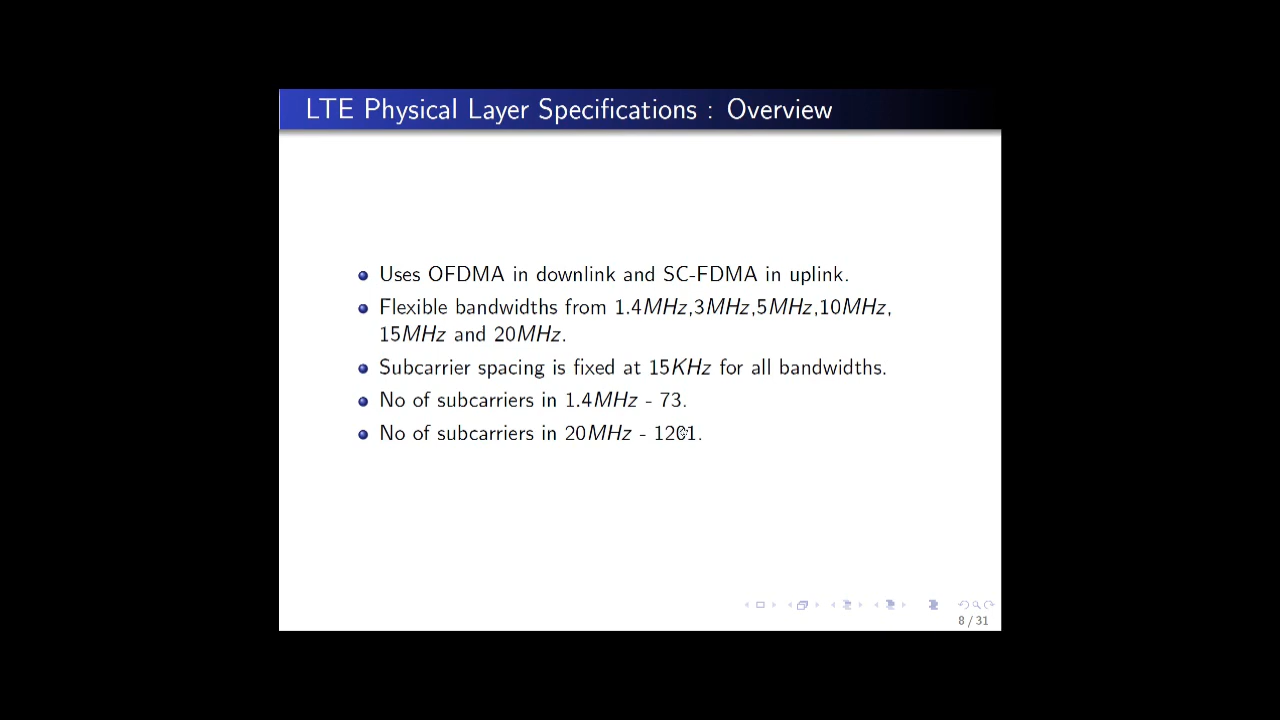 LTE Physical Layer Specifications : Overview
Uses OFDMA in downlink and SC-FDMA in uplink.
Flexible bandwidths from 1.4MHz,3MHz,5MHz,10MHz,
15MHz and 20MHz.
Subcarrier spacing is fixed at 15KHz for all bandwidths.
No of subcarriers in 1.4MHz - 73.
No of subcarriers in 20MHz - 1201.
8 / 31